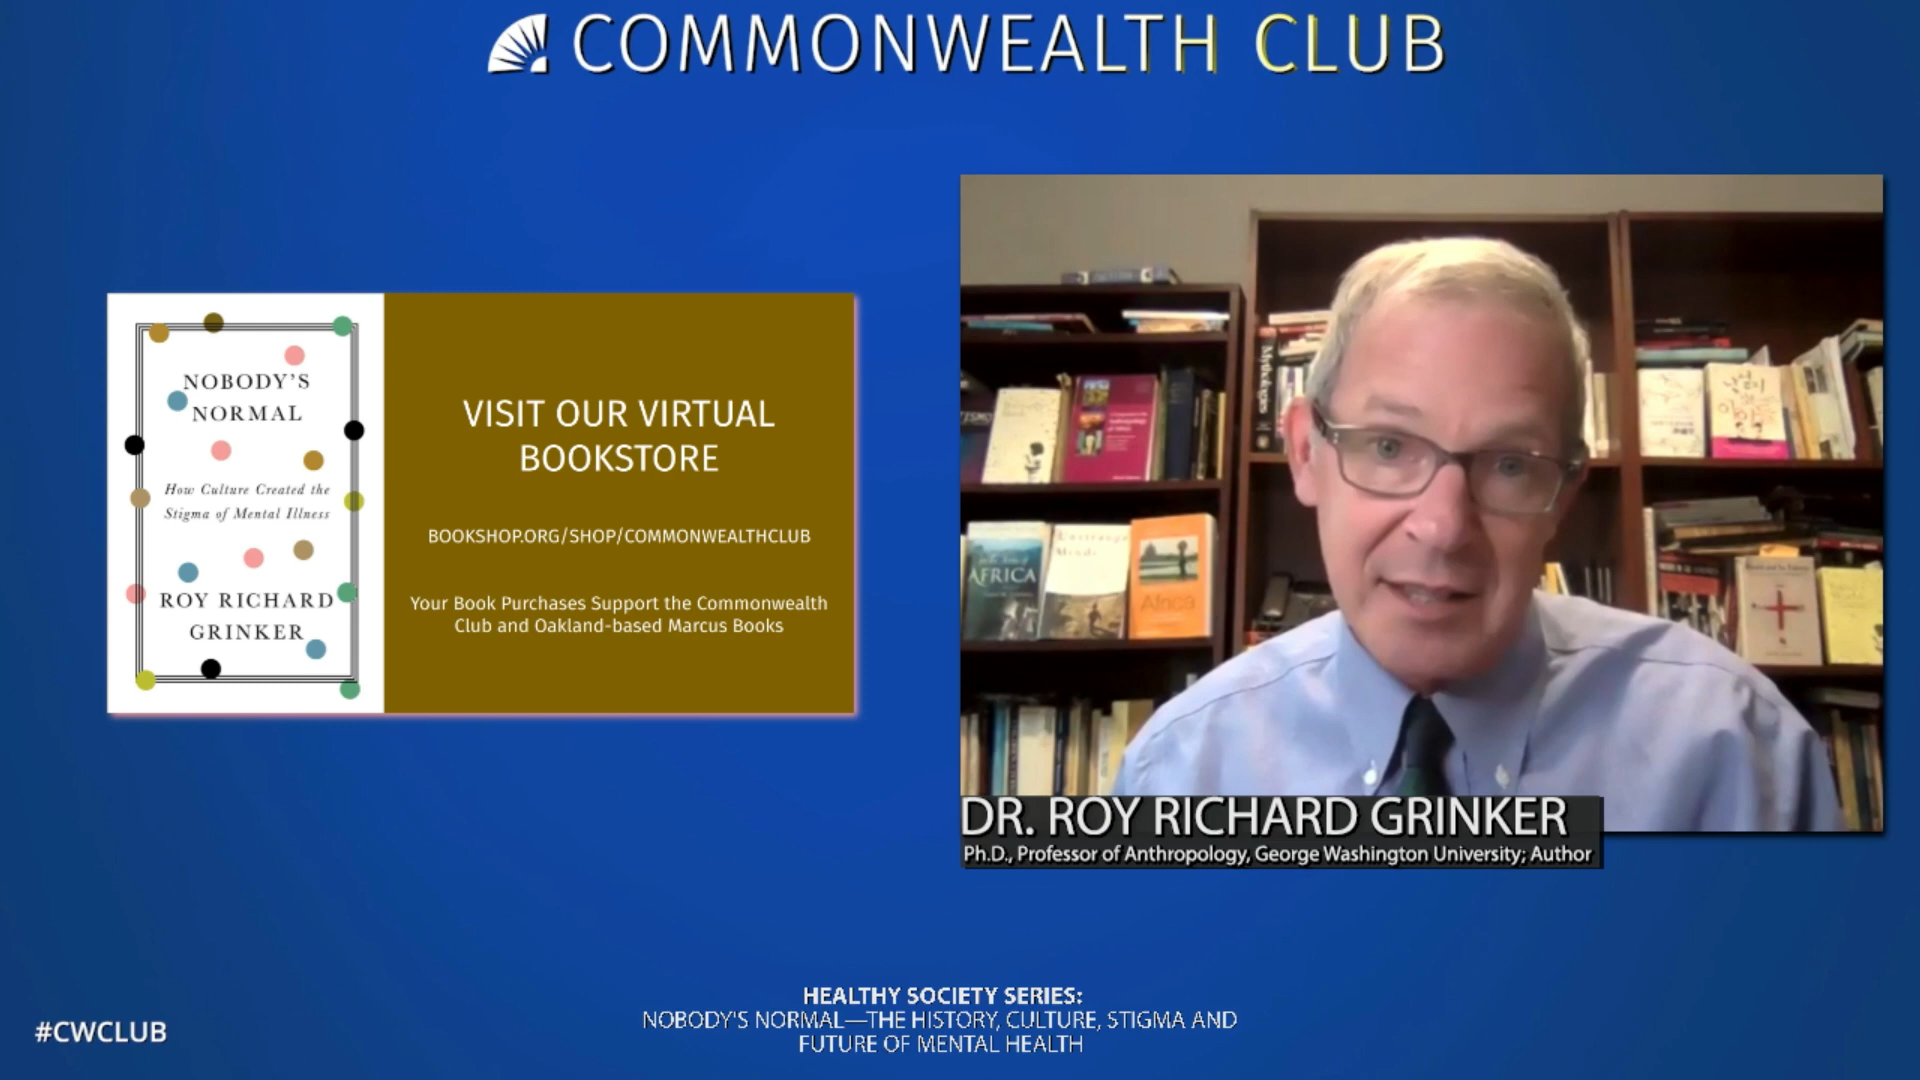 COMMONWEALTH CLUB
NOBODY'S
NORMAL
How Culture Created the
Stigma of Mental Illness
ROY RICHARD
GRINKER
VISIT OUR VIRTUAL
BOOKSTORE
BOOKSHOP.ORG/SHOP/COMMONWEALTHCLUB
Your Book Purchases Support the Commonwealth
Club and Oakland-based Marcus Books
Mythologies
AFRICA
Africa
DR. ROY RICHARD GRINKER
Ph.D., Professor of Anthropology, George Washington University; Author
HEALTHY SOCIETY SERIES:
NOBODY'S NORMAL—THE HISTORY, CULTURE, STIGMA AND
FUTURE OF MENTAL HEALTH
#CWCLUB